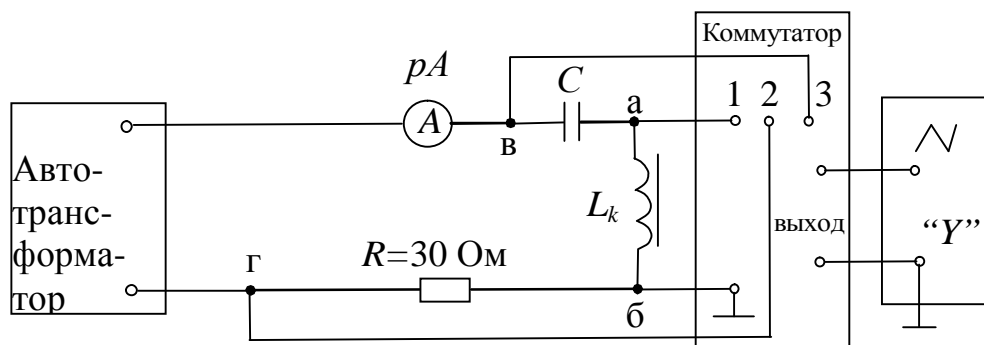 Коммутатор
pA
C
а
1 2 3
A
в
Авто-
транс-
форма-
тор
L_k
выход
“Y”
г
R=30 Ом
б